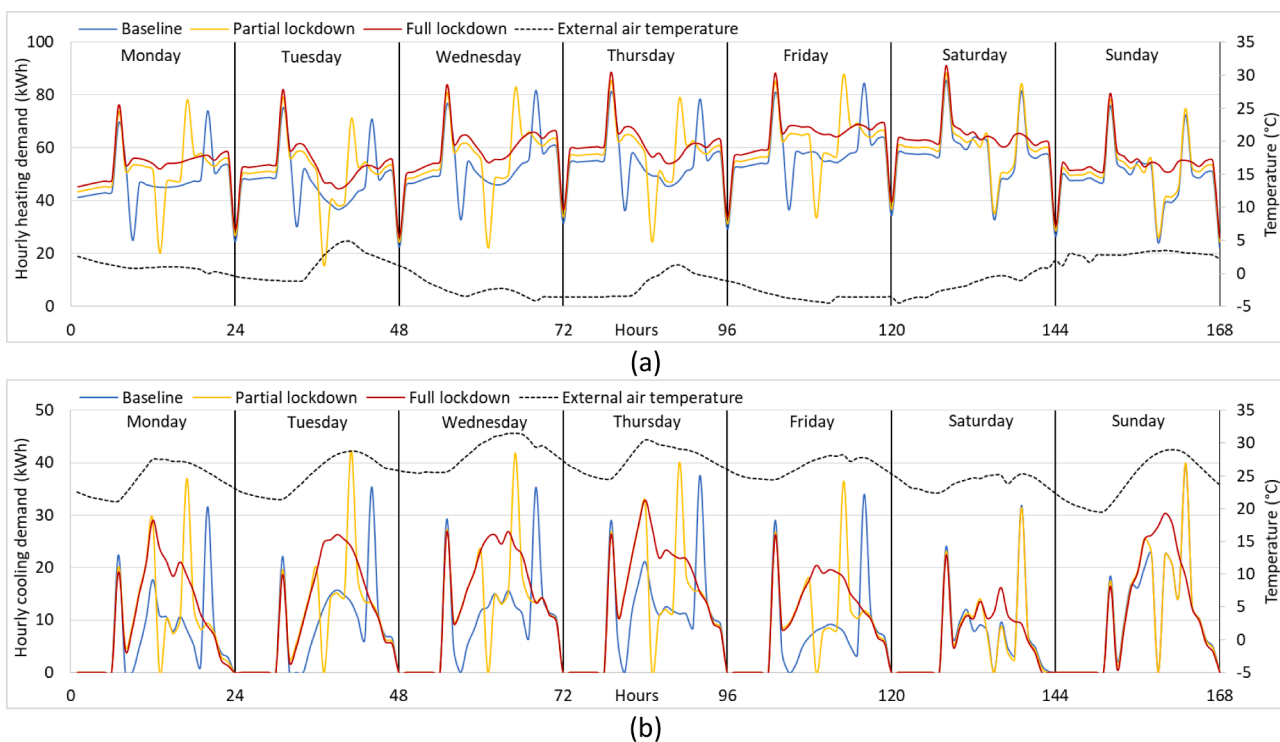 Baseline Partial lockdown Full lockdown External air temperature
Monday Tuesday Wednesday Thursday Friday Saturday Sunday
Hourly heating demand (kWh)
100
80
60
40
20
0
35
30
25
20
15
10
5
0
-5
Temperature (°C)
0 24 48 72 Hours 96 120 144 168
(a)
Baseline Partial lockdown Full lockdown External air temperature
Monday Tuesday Wednesday Thursday Friday Saturday Sunday
Hourly cooling demand (kWh)
50
40
30
20
10
0
35
30
25
20
15
10
5
0
-5
Temperature (°C)
0 24 48 72 Hours 96 120 144 168
(b)